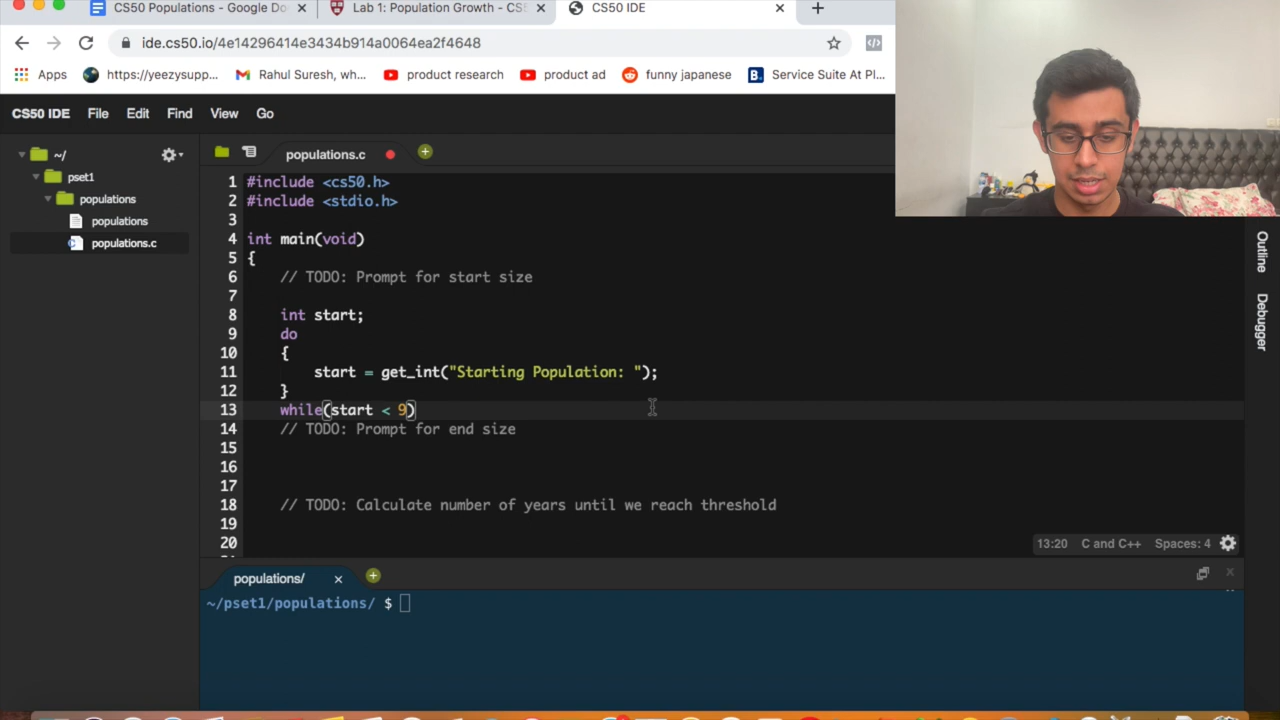 CS50 Populations - Google Do
Lab 1: Population Growth - CS5
CS50 IDE
ide.cs50.io/4e14296414e3434b914a0064ea2f4648
Apps
https://yeezysupp...
Rahul Suresh, wh...
product research
product ad
funny japanese
Service Suite At Pl...
CS50 IDE File Edit Find View Go
~/
pset1
populations
populations
populations.c
populations.c
1 #include <cs50.h>
2 #include <stdio.h>
3
4 int main(void)
5 {
6 // TODO: Prompt for start size
7
8 int start;
9 do
10 {
11 start = get_int("Starting Population: ");
12 }
13 while(start < 9)
14 // TODO: Prompt for end size
15
16
17
18 // TODO: Calculate number of years until we reach threshold
19
20
13:20 C and C++ Spaces: 4
Outline
Debugger
populations/
~/pset1/populations/ $